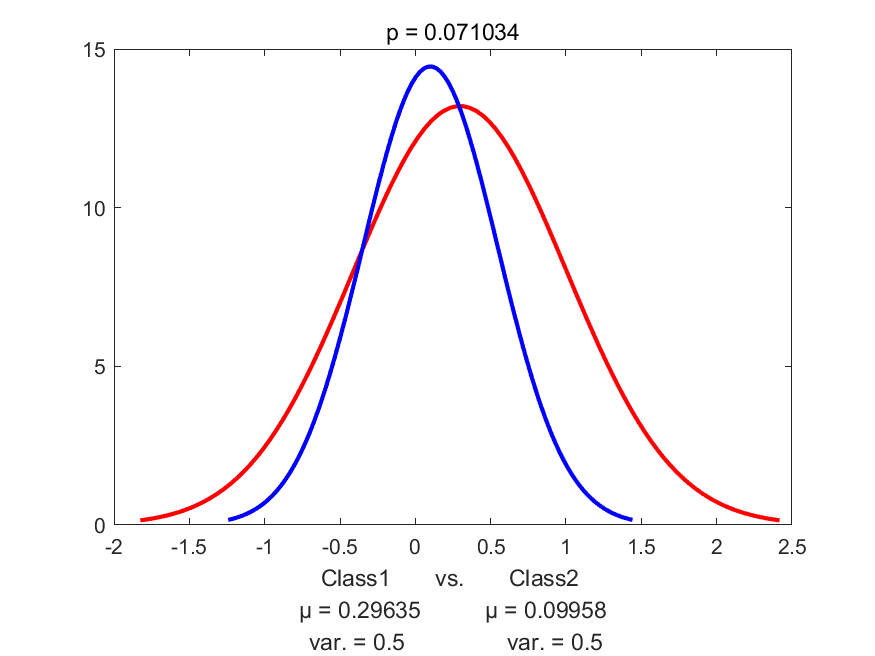 p = 0.071034
15
10
5
0
-2 -1.5 -1 -0.5 0 0.5 1 1.5 2 2.5
Class1 vs. Class2
μ = 0.29635 μ = 0.09958
var. = 0.5 var. = 0.5